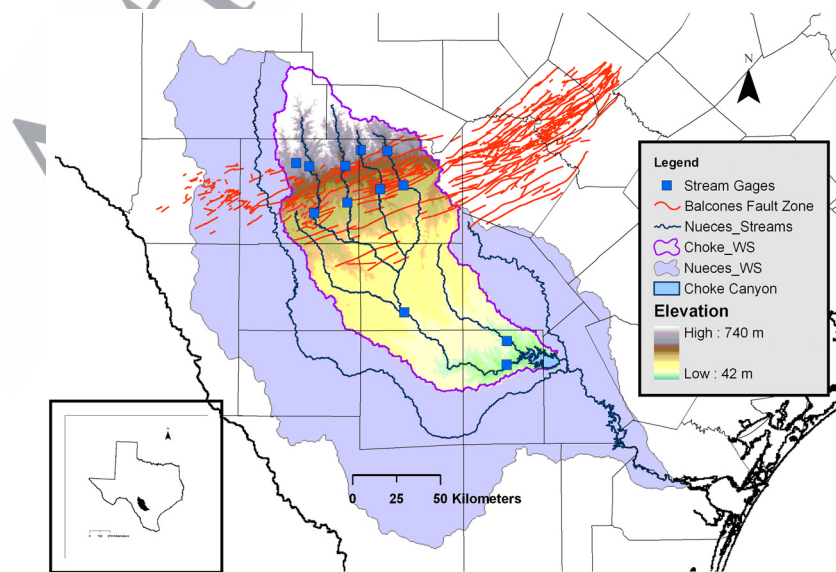 N
Legend
Stream Gages
Balcones Fault Zone
Nueces_Streams
Choke_WS
Nueces_WS
Choke Canyon
Elevation
High : 740 m
Low : 42 m
0 25 50 Kilometers